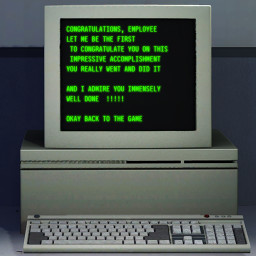 CONGRATULATIONS, EMPLOYEE
LET ME BE THE FIRST
TO CONGRATULATE YOU ON THIS
IMPRESSIVE ACCOMPLISHMENT
YOU REALLY WENT AND DID IT
AND I ADMIRE YOU IMMENSELY
WELL DONE !!!!!
OKAY BACK TO THE GAME